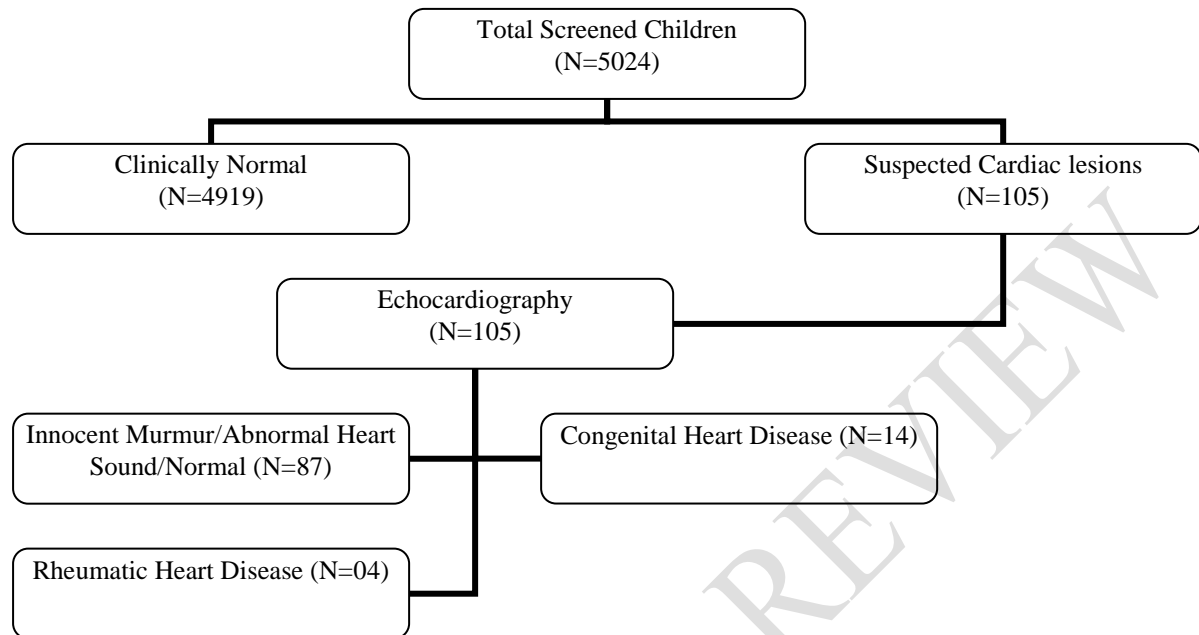 Total Screened Children
(N=5024)
Clinically Normal
(N=4919)
Suspected Cardiac lesions
(N=105)
Echocardiography
(N=105)
Innocent Murmur/Abnormal Heart
Sound/Normal (N=87)
Congenital Heart Disease (N=14)
Rheumatic Heart Disease (N=04)
REVIEW